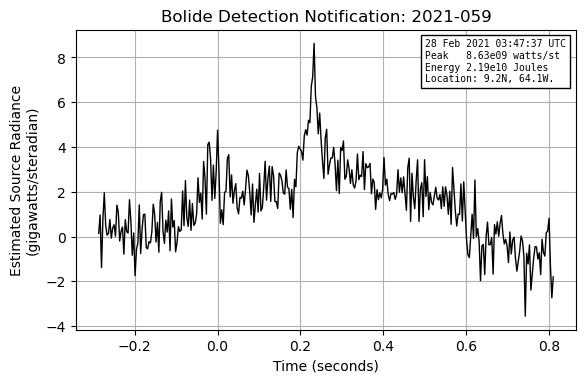 Bolide Detection Notification: 2021-059
28 Feb 2021 03:47:37 UTC
Peak   8.63e09 watts/st
Energy 2.19e10 Joules
Location: 9.2N, 64.1W.
Estimated Source Radiance
(gigawatts/steradian)
8
6
4
2
0
−2
−4
−0.2
0.0
0.2
0.4
0.6
0.8
Time (seconds)